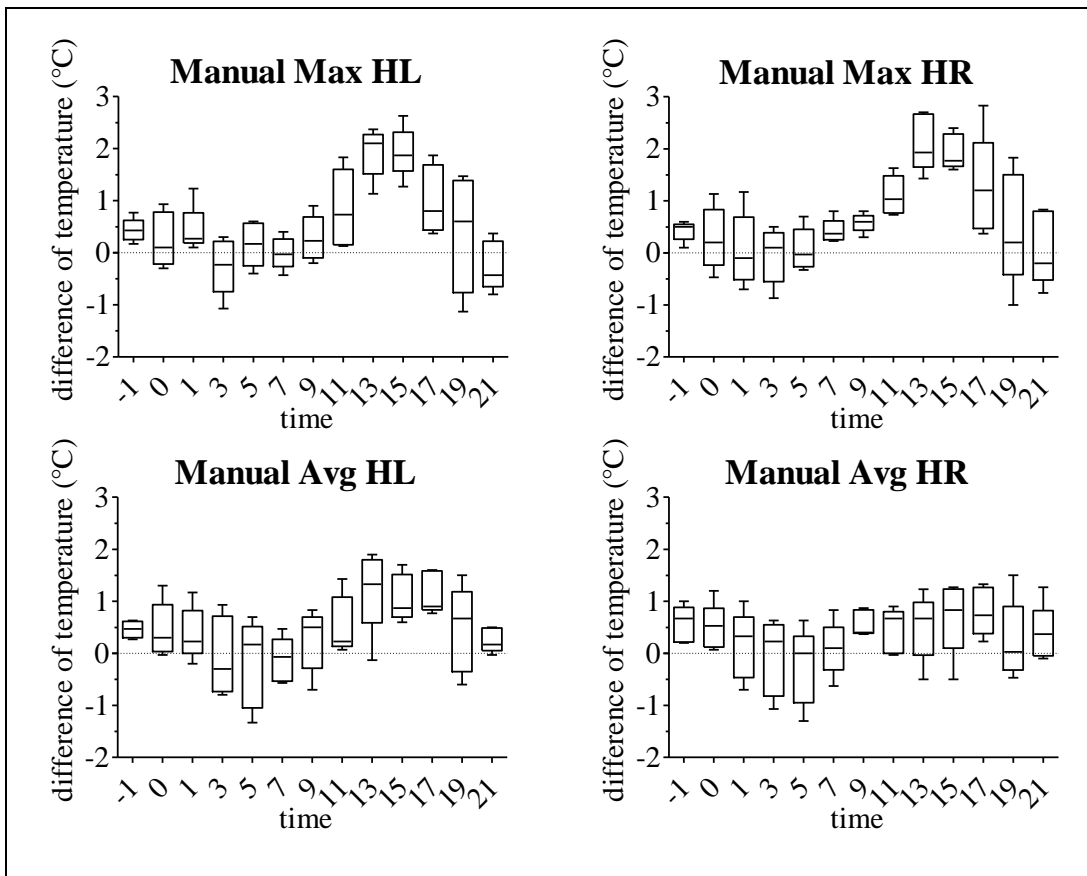 Manual Max HL
difference of temperature (°C)
3
2
1
0
-1
-2
-1 0 1 3 5 7 9 11 13 15 17 19 21
time
Manual Max HR
difference of temperature (°C)
3
2
1
0
-1
-2
-1 0 1 3 5 7 9 11 13 15 17 19 21
time
Manual Avg HL
difference of temperature (°C)
3
2
1
0
-1
-2
-1 0 1 3 5 7 9 11 13 15 17 19 21
time
Manual Avg HR
difference of temperature (°C)
3
2
1
0
-1
-2
-1 0 1 3 5 7 9 11 13 15 17 19 21
time